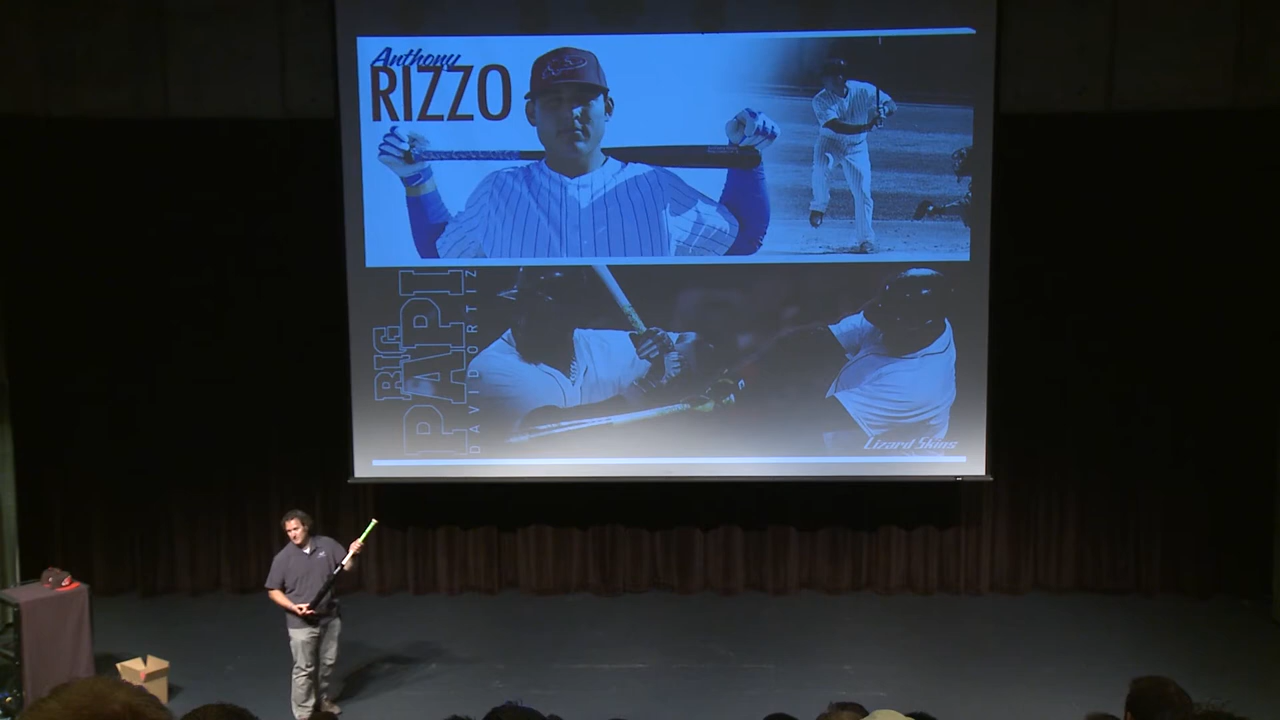 Anthony
RIZZO
BIG
PAPI
DAVID ORTIZ
Lizard Skins